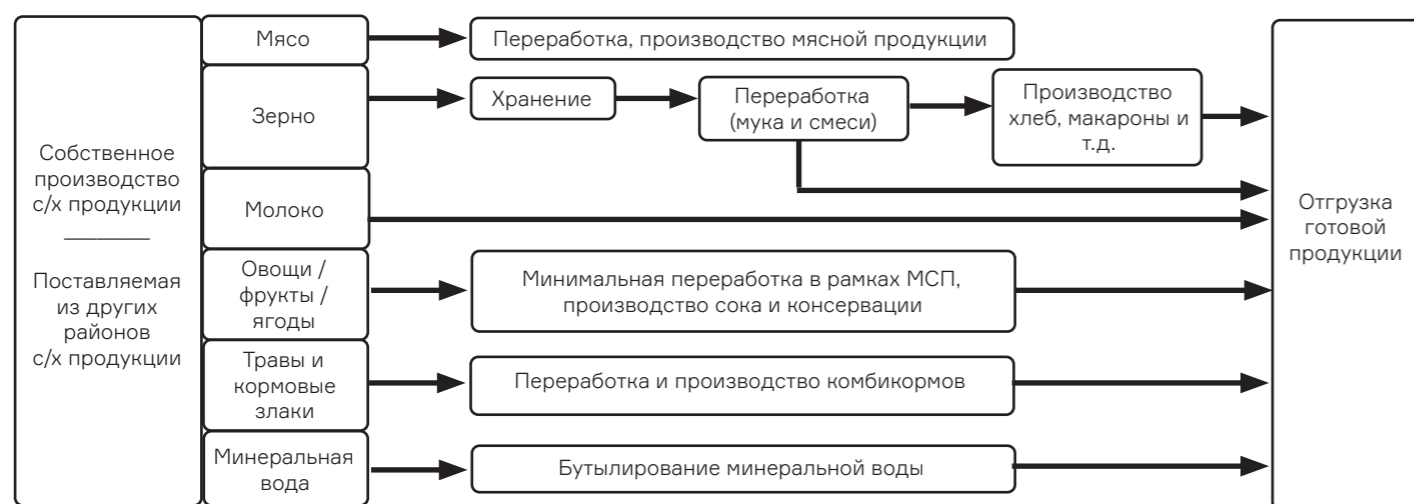 Собственное
производство
с/х продукции
Поставляемая
из других
районов
с/х продукции
Мясо
Переработка, производство мясной продукции
Зерно
Хранение
Переработка
(мука и смеси)
Производство
хлеб, макароны и
т.д.
Молоко
Овощи /
фрукты /
ягоды
Минимальная переработка в рамках МСП,
производство сока и консервации
Травы и
кормовые
злаки
Переработка и производство комбикормов
Минеральная
вода
Бутылирование минеральной воды
Отгрузка
готовой
продукции